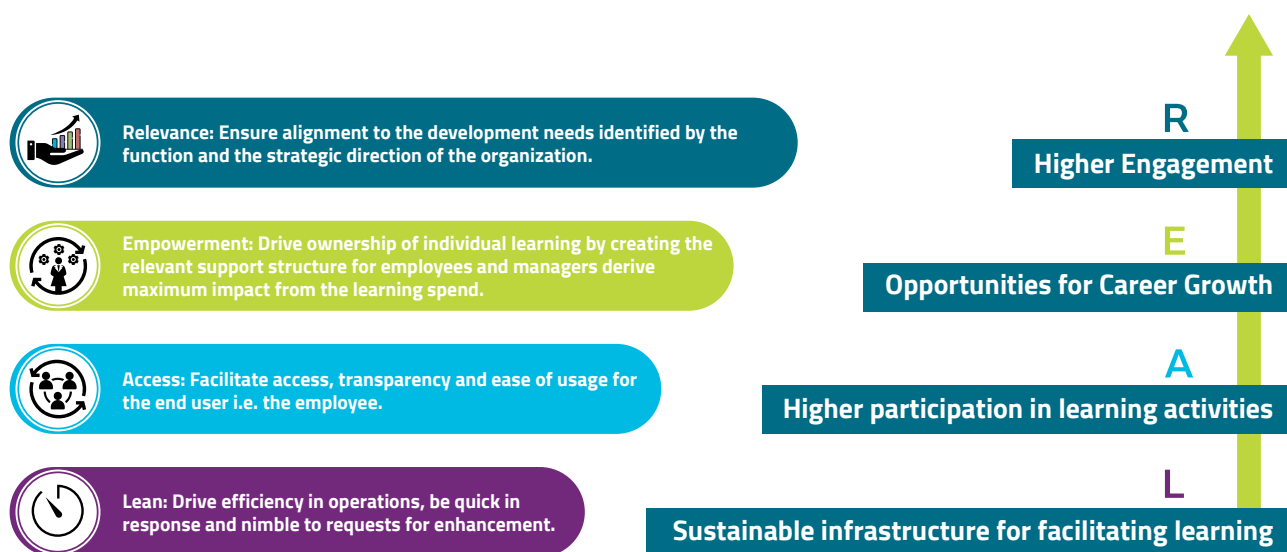 Relevance: Ensure alignment to the development needs identified by the
function and the strategic direction of the organization.
R
Higher Engagement
Empowerment: Drive ownership of individual learning by creating the
relevant support structure for employees and managers derive
maximum impact from the learning spend.
E
Opportunities for Career Growth
Access: Facilitate access, transparency and ease of usage for
the end user i.e. the employee.
A
Higher participation in learning activities
Lean: Drive efficiency in operations, be quick in
response and nimble to requests for enhancement.
L
Sustainable infrastructure for facilitating learning